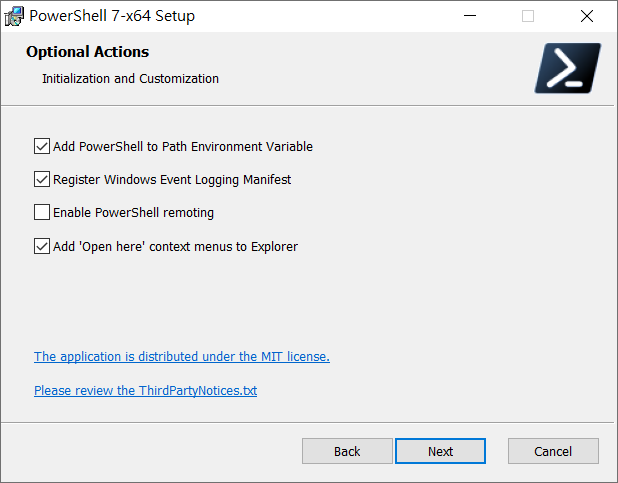 PowerShell 7-x64 Setup
Optional Actions
Initialization and Customization
Add PowerShell to Path Environment Variable
Register Windows Event Logging Manifest
Enable PowerShell remoting
Add 'Open here' context menus to Explorer
The application is distributed under the MIT license.
Please review the ThirdPartyNotices.txt
Back Next Cancel